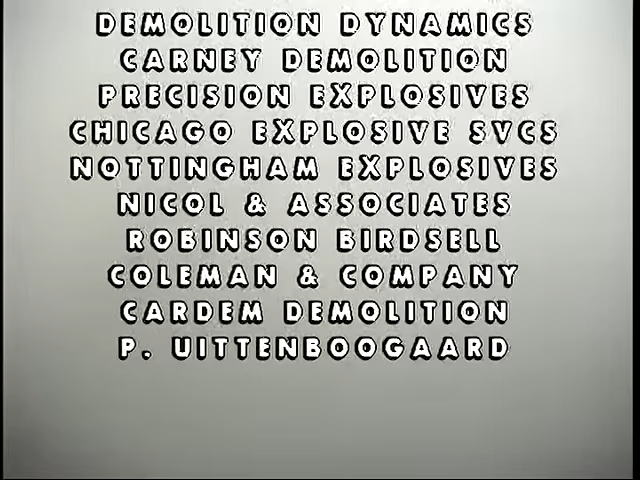 DEMOLITION DYNAMICS
CARNEY DEMOLITION
PRECISION EXPLOSIVES
CHICAGO EXPLOSIVE SVCS
NOTTINGHAM EXPLOSIVES
NICOL & ASSOCIATES
ROBINSON BIRDSELL
COLEMAN & COMPANY
CARDEM DEMOLITION
P. UITTENBOOGAARD